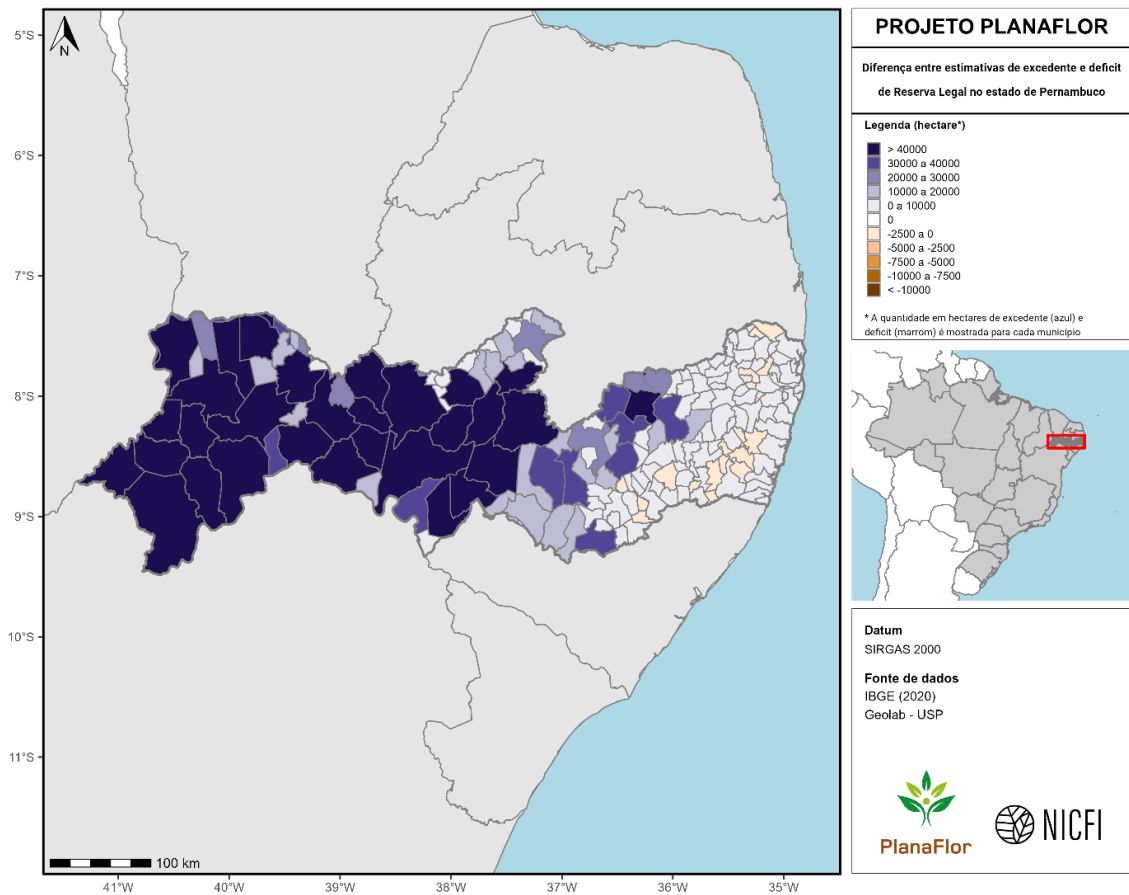 5°S
6°S
7°S
8°S
9°S
10°S
11°S
41°W
40°W
39°W
38°W
37°W
36°W
35°W
N
100 km
PROJETO PLANAFLOR
Diferença entre estimativas de excedente e deficit
de Reserva Legal no estado de Pernambuco
Legenda (hectare*)
> 40000
30000 a 40000
20000 a 30000
10000 a 20000
0 a 10000
0
-2500 a 0
-5000 a -2500
-7500 a -5000
-10000 a -7500
< -10000
* A quantidade em hectares de excedente (azul) e
deficit (marrom) é mostrada para cada município
Datum
SIRGAS 2000
Fonte de dados
IBGE (2020)
Geolab - USP
PlanaFlor
NICFI